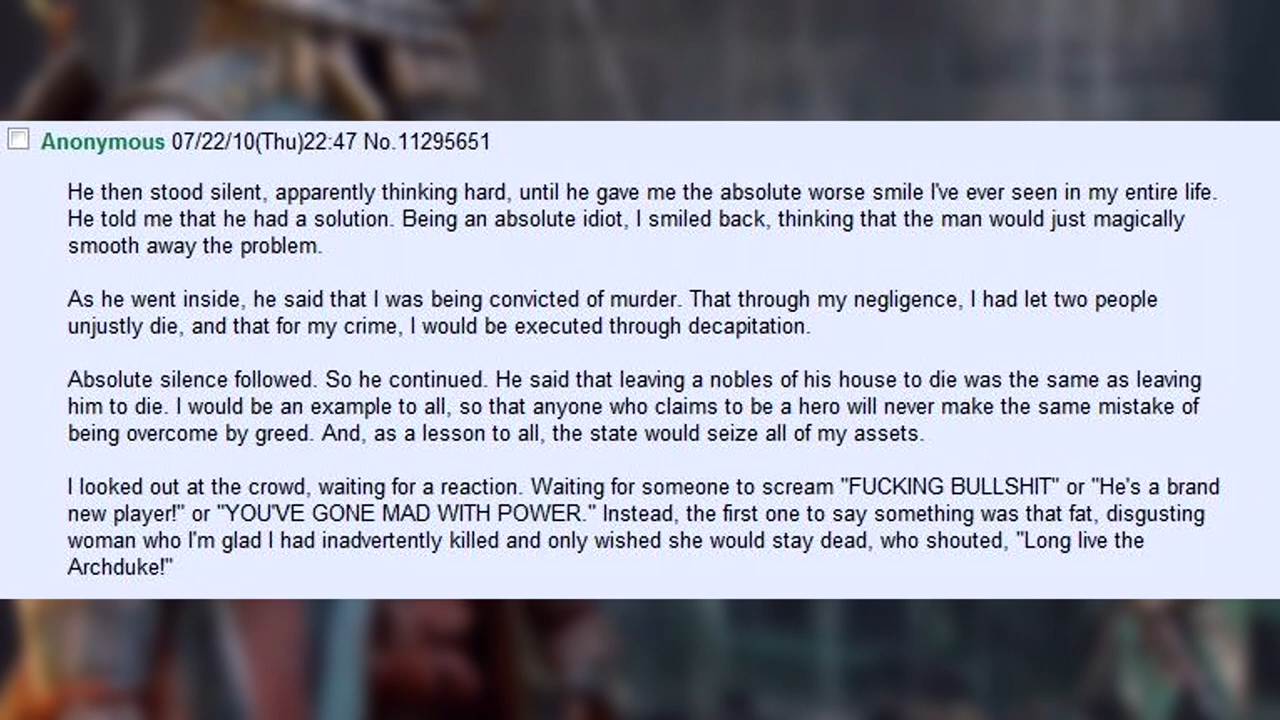 Anonymous 07/22/10(Thu)22:47 No.11295651
He then stood silent, apparently thinking hard, until he gave me the absolute worse smile I've ever seen in my entire life.
He told me that he had a solution. Being an absolute idiot, I smiled back, thinking that the man would just magically
smooth away the problem.
As he went inside, he said that I was being convicted of murder. That through my negligence, I had let two people
unjustly die, and that for my crime, I would be executed through decapitation.
Absolute silence followed. So he continued. He said that leaving a nobles of his house to die was the same as leaving
him to die. I would be an example to all, so that anyone who claims to be a hero will never make the same mistake of
being overcome by greed. And, as a lesson to all, the state would seize all of my assets.
I looked out at the crowd, waiting for a reaction. Waiting for someone to scream "FUCKING BULLSHIT" or "He's a brand
new player!" or "YOU'VE GONE MAD WITH POWER." Instead, the first one to say something was that fat, disgusting
woman who I'm glad I had inadvertently killed and only wished she would stay dead, who shouted, "Long live the
Archduke!"